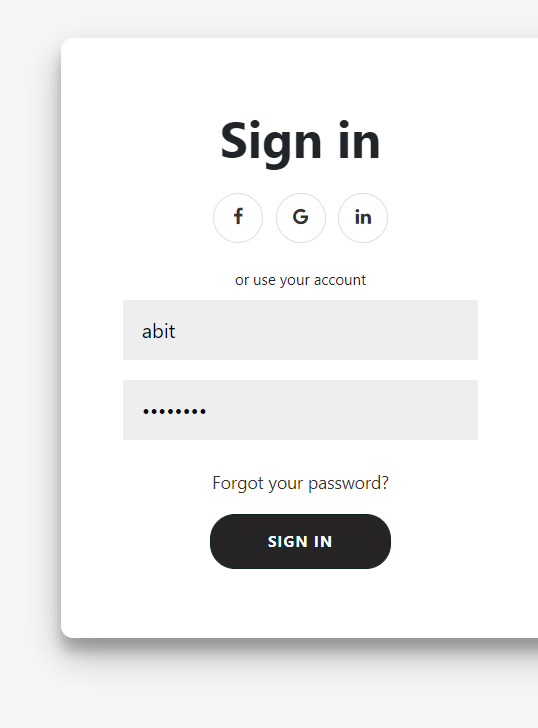 Sign in
f G in
or use your account
abit
••••••••
Forgot your password?
SIGN IN